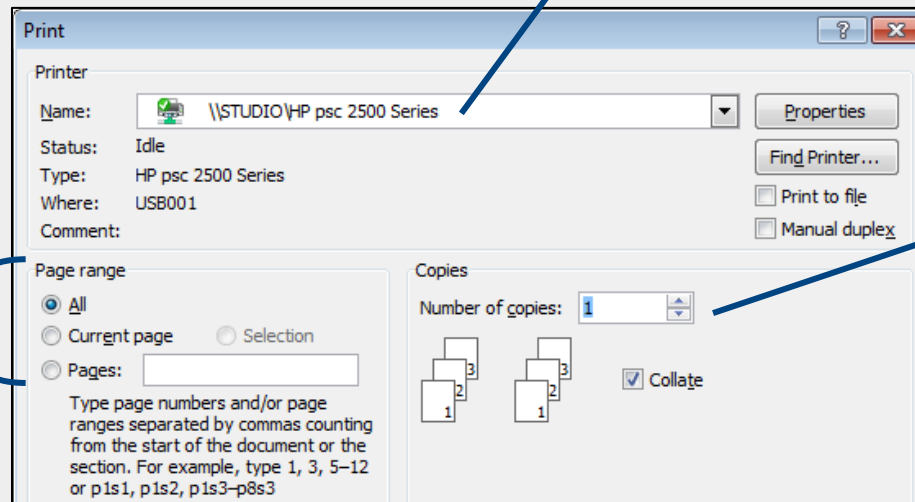 Print
Printer
Name: \\STUDIO\HP psc 2500 Series
Properties
Status: Idle
Find Printer...
Type: HP psc 2500 Series
Where: USB001
Print to file
Comment:
Manual duplex
Page range
All
Current page Selection
Pages:
Type page numbers and/or page
ranges separated by commas counting
from the start of the document or the
section. For example, type 1, 3, 5–12
or p1s1, p1s2, p1s3–p8s3
Copies
Number of copies: 1
3 3
2 2
1 1
Collate